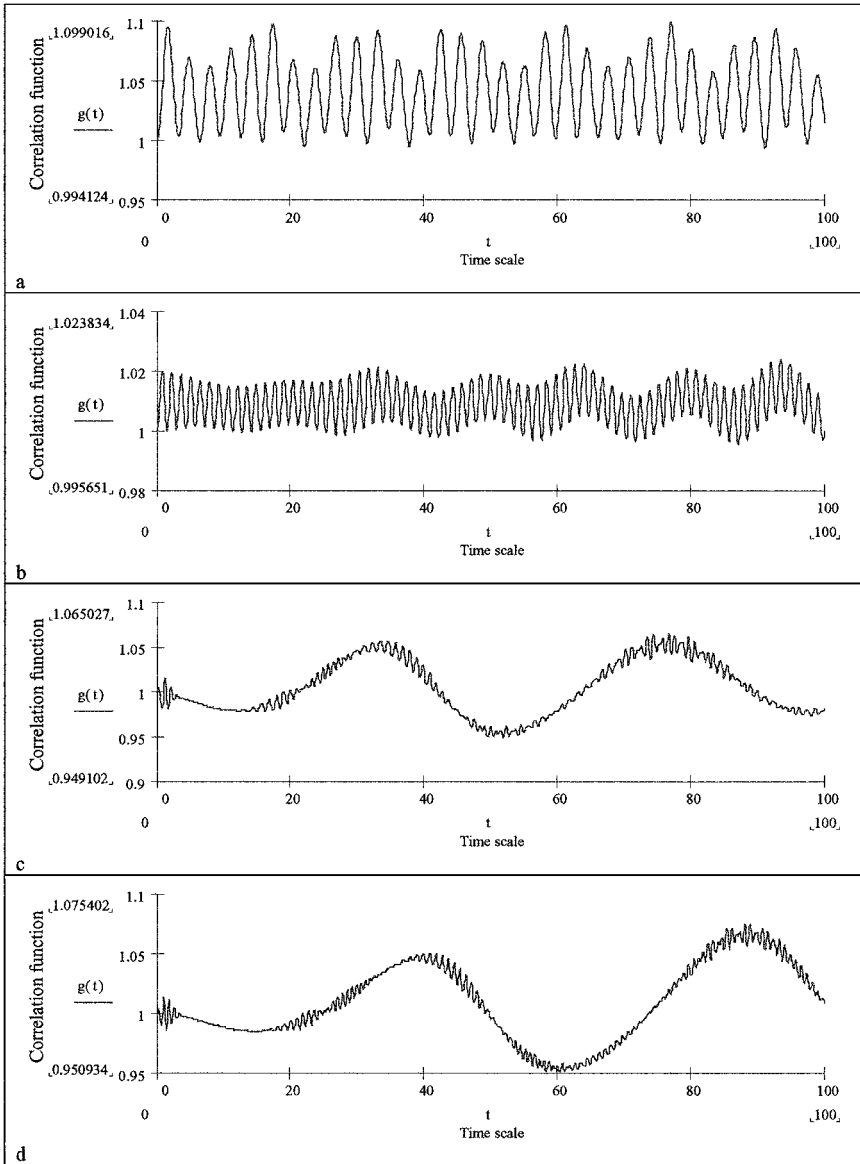 1.099016
1.1
1.05
g(t)
1
0.994124
0.95
Correlation function
0 20 40 60 80 100
0 t 100
Time scale
a
1.04
1.023834
1.02
g(t)
1
0.995651
0.98
Correlation function
0 20 40 60 80 100
0 t 100
Time scale
b
1.1
1.065027
1.05
1
g(t)
0.95
0.949102
0.9
Correlation function
0 20 40 60 80 100
0 t 100
Time scale
c
1.1
1.075402
1.05
g(t)
1
0.950934
0.95
Correlation function
0 20 40 60 80 100
0 t 100
Time scale
d